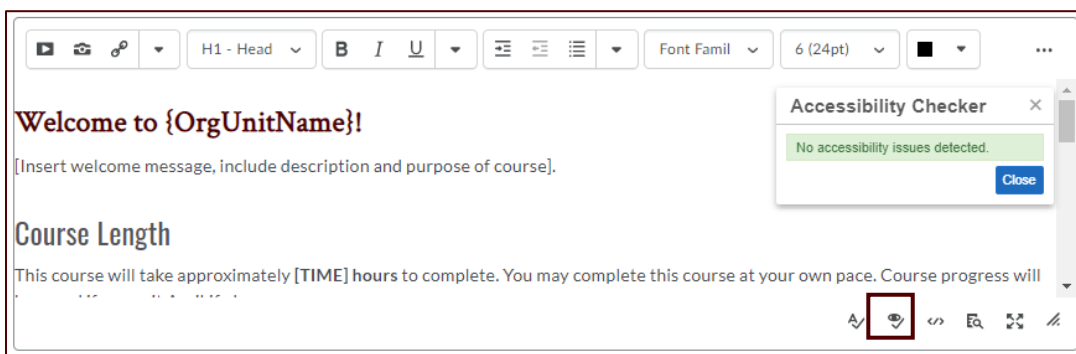 H1 - Head
B I U
Font Famil
6 (24pt)
Accessibility Checker
No accessibility issues detected.
Close
Welcome to {OrgUnitName}!
[Insert welcome message, include description and purpose of course].
Course Length
This course will take approximately [TIME] hours to complete. You may complete this course at your own pace. Course progress will